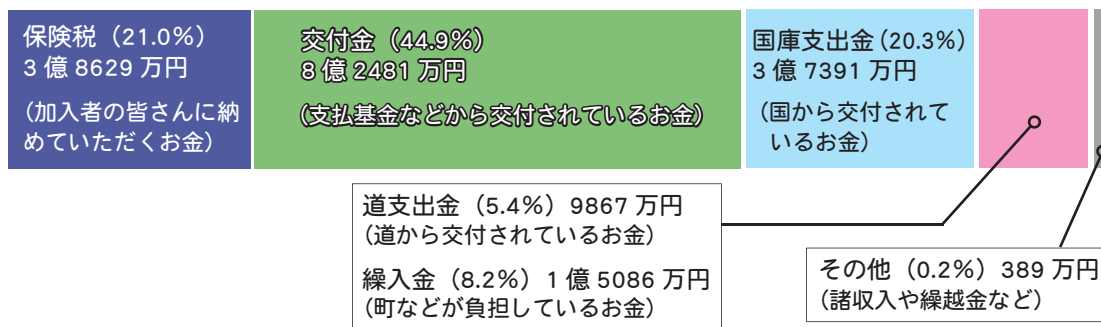 保険税（21.0％）
3 億 8629 万円
（加入者の皆さんに納
めていただくお金）
交付金（44.9％）
8 億 2481 万円
（支払基金などから交付されているお金）
国庫支出金（20.3％）
3 億 7391 万円
（国から交付されて
いるお金）
道支出金（5.4％）9867 万円
（道から交付されているお金）
繰入金（8.2％）1 億 5086 万円
（町などが負担しているお金）
その他（0.2％）389 万円
（諸収入や繰越金など）